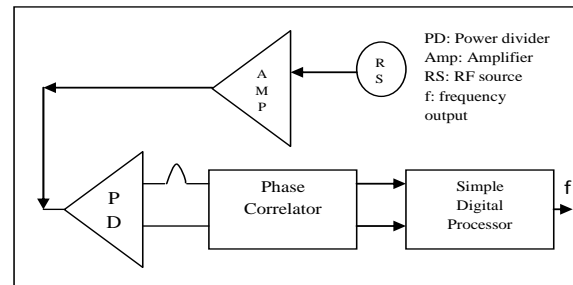 PD: Power divider
Amp: Amplifier
RS: RF source
f: frequency
output
A
M
P
R
S
P
D
Phase
Correlator
Simple
Digital
Processor
f